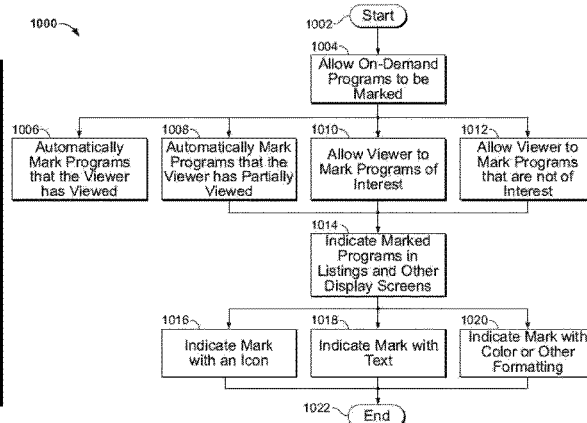 1000
1002
Start
1004
Allow On-Demand
Programs to be
Marked
1006
Automatically
Mark Programs
that the Viewer
has Viewed
1008
Automatically Mark
Programs that the
Viewer has Partially
Viewed
1010
Allow Viewer to
Mark Programs of
Interest
1012
Allow Viewer to
Mark Programs
that are not of
Interest
1014
Indicate Marked
Programs in
Listings and Other
Display Screens
1016
Indicate Mark
with an Icon
1018
Indicate Mark with
Text
1020
Indicate Mark with
Color or Other
Formatting
1022
End